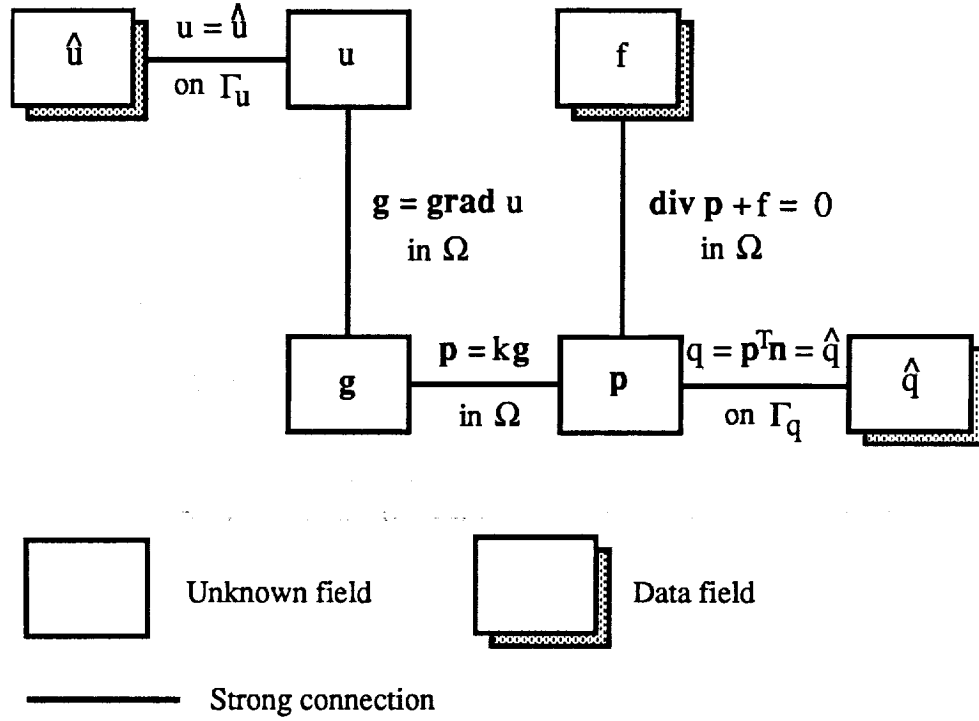 û
u = û
on Γu
u
f
g = grad u
in Ω
div p + f = 0
in Ω
g
p = kg
in Ω
p
q = pᵀn = q̂
on Γq
q̂
Unknown field
Data field
Strong connection